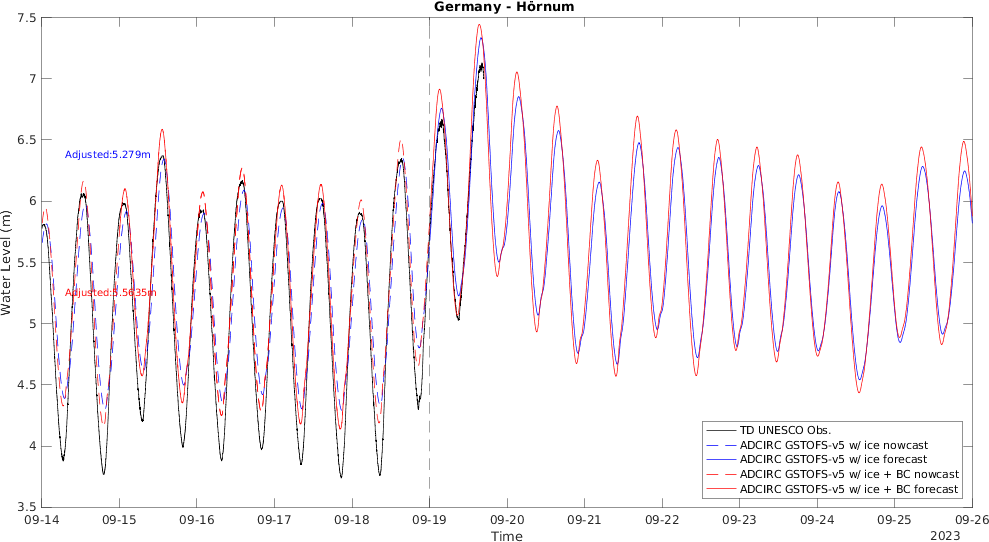 Germany - Hörnum
7.5
7
6.5
6
5.5
5
4.5
4
3.5
Water Level (m)
Adjusted:5.279m
Adjusted:5.5635m
TD UNESCO Obs.
ADCIRC GSTOFS-v5 w/ ice nowcast
ADCIRC GSTOFS-v5 w/ ice forecast
ADCIRC GSTOFS-v5 w/ ice + BC nowcast
ADCIRC GSTOFS-v5 w/ ice + BC forecast
09-14 09-15 09-16 09-17 09-18 09-19 09-20 09-21 09-22 09-23 09-24 09-25 09-26
Time
2023